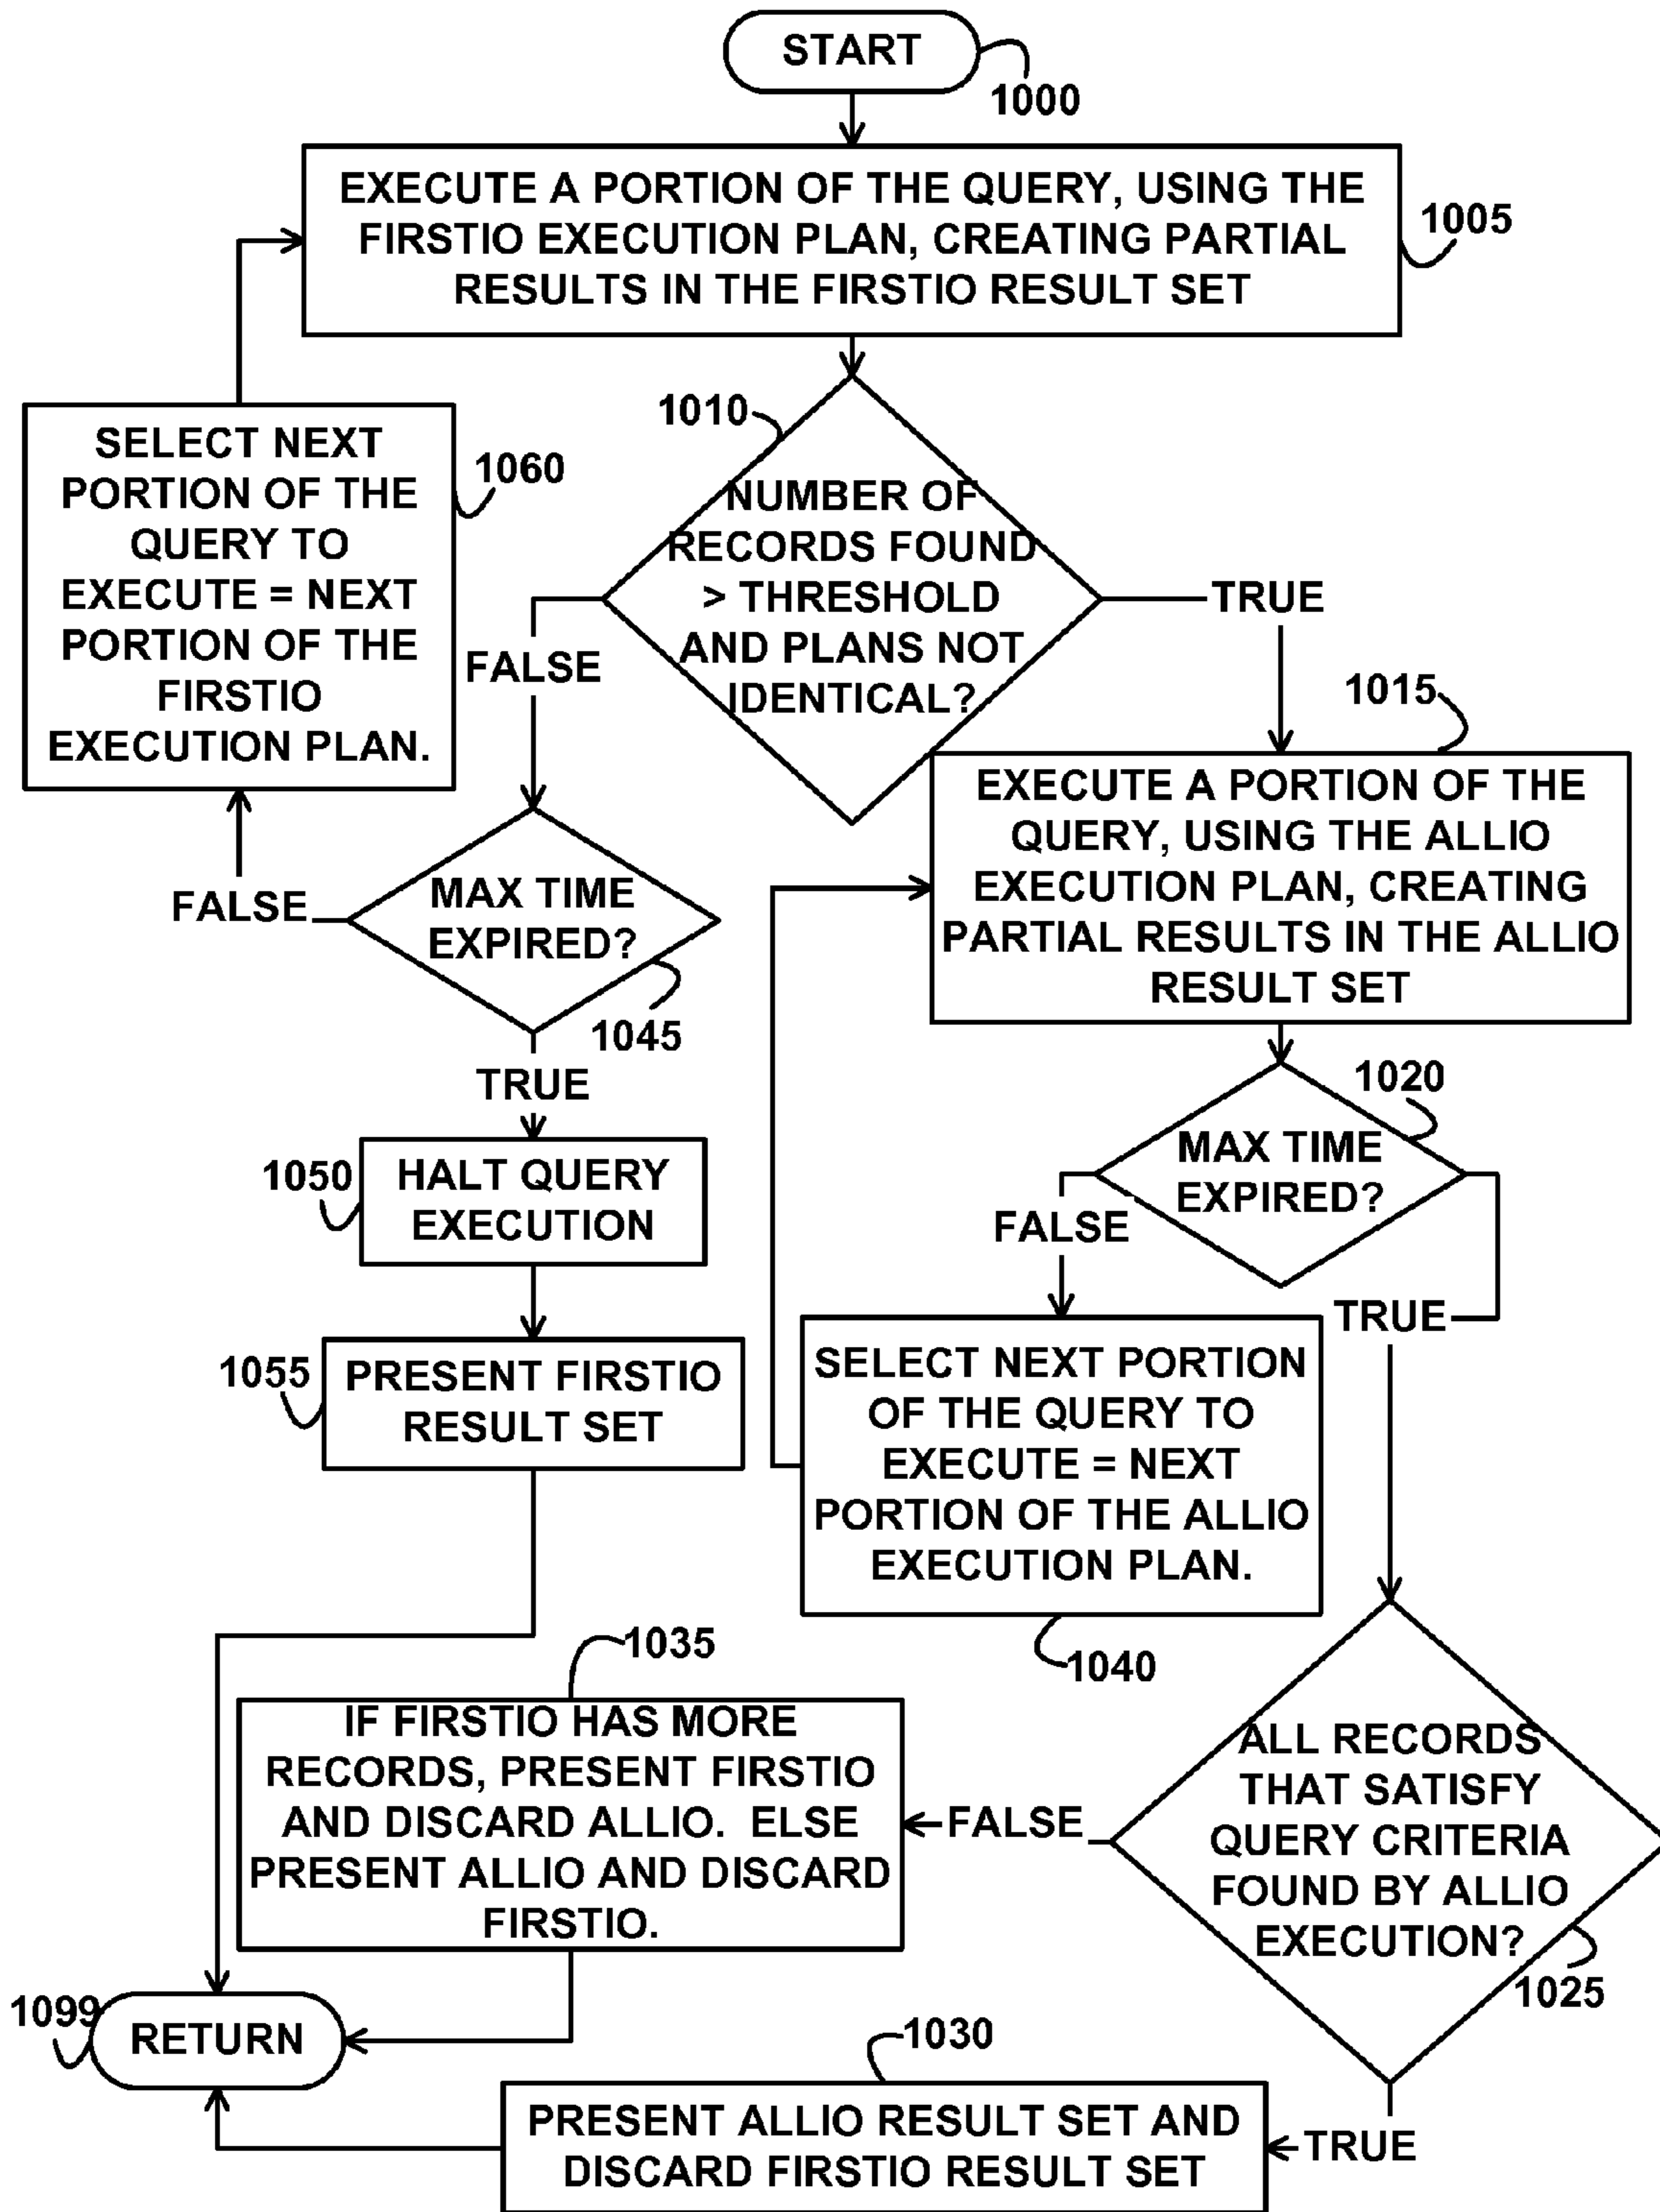 START
1000
EXECUTE A PORTION OF THE QUERY, USING THE
FIRSTIO EXECUTION PLAN, CREATING PARTIAL
RESULTS IN THE FIRSTIO RESULT SET
1005
1010
NUMBER OF
RECORDS FOUND
> THRESHOLD
AND PLANS NOT
IDENTICAL?
TRUE
FALSE
SELECT NEXT
PORTION OF THE
QUERY TO
EXECUTE = NEXT
PORTION OF THE
FIRSTIO
EXECUTION PLAN.
1060
1015
EXECUTE A PORTION OF THE
QUERY, USING THE ALLIO
EXECUTION PLAN, CREATING
PARTIAL RESULTS IN THE ALLIO
RESULT SET
FALSE
MAX TIME
EXPIRED?
1045
TRUE
1020
MAX TIME
EXPIRED?
FALSE
TRUE
1050
HALT QUERY
EXECUTION
1055
PRESENT FIRSTIO
RESULT SET
SELECT NEXT PORTION
OF THE QUERY TO
EXECUTE = NEXT
PORTION OF THE ALLIO
EXECUTION PLAN.
1040
1035
IF FIRSTIO HAS MORE
RECORDS, PRESENT FIRSTIO
AND DISCARD ALLIO. ELSE
PRESENT ALLIO AND DISCARD
FIRSTIO.
FALSE
ALL RECORDS
THAT SATISFY
QUERY CRITERIA
FOUND BY ALLIO
EXECUTION?
1025
1099
RETURN
1030
PRESENT ALLIO RESULT SET AND
DISCARD FIRSTIO RESULT SET
TRUE